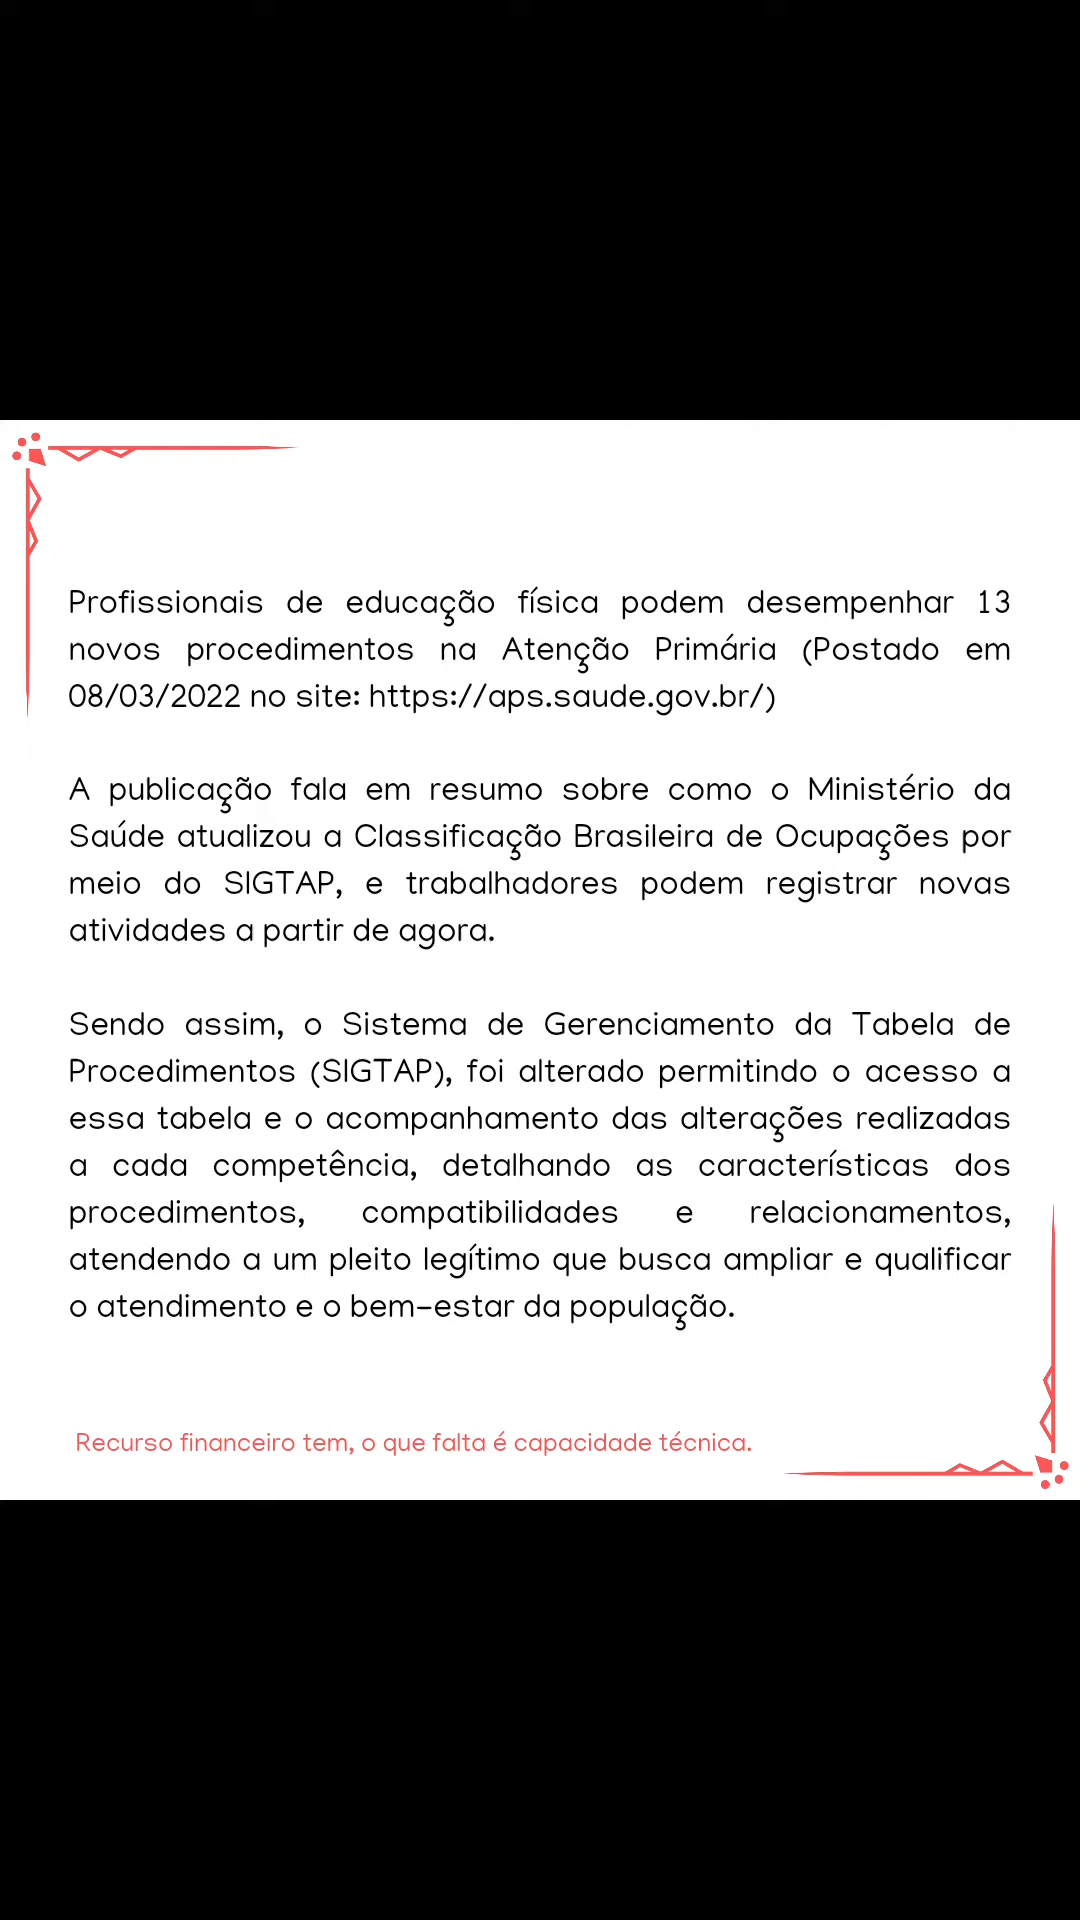 Profissionais de educação física podem desempenhar 13
novos procedimentos na Atenção Primária (Postado em
08/03/2022 no site: https://aps.saude.gov.br/)
A publicação fala em resumo sobre como o Ministério da
Saúde atualizou a Classificação Brasileira de Ocupações por
meio do SIGTAP, e trabalhadores podem registrar novas
atividades a partir de agora.
Sendo assim, o Sistema de Gerenciamento da Tabela de
Procedimentos (SIGTAP), foi alterado permitindo o acesso a
essa tabela e o acompanhamento das alterações realizadas
a cada competência, detalhando as características dos
procedimentos, compatibilidades e relacionamentos,
atendendo a um pleito legítimo que busca ampliar e qualificar
o atendimento e o bem-estar da população.
Recurso financeiro tem, o que falta é capacidade técnica.